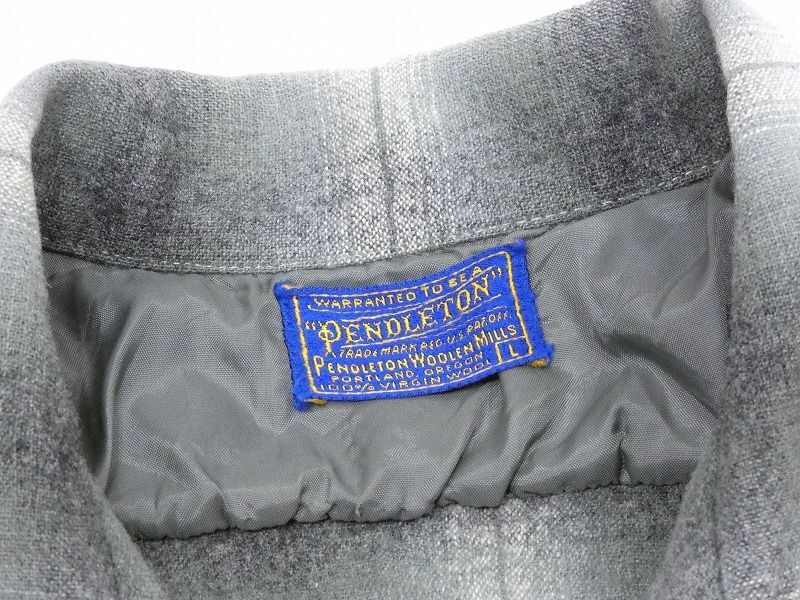 WARRANTED TO BE A
"PENDLETON"
TRADE MARK REG. U.S. PAT. OFF.
PENDLETON WOOLEN MILLS
PORTLAND, OREGON
100% VIRGIN WOOL
L